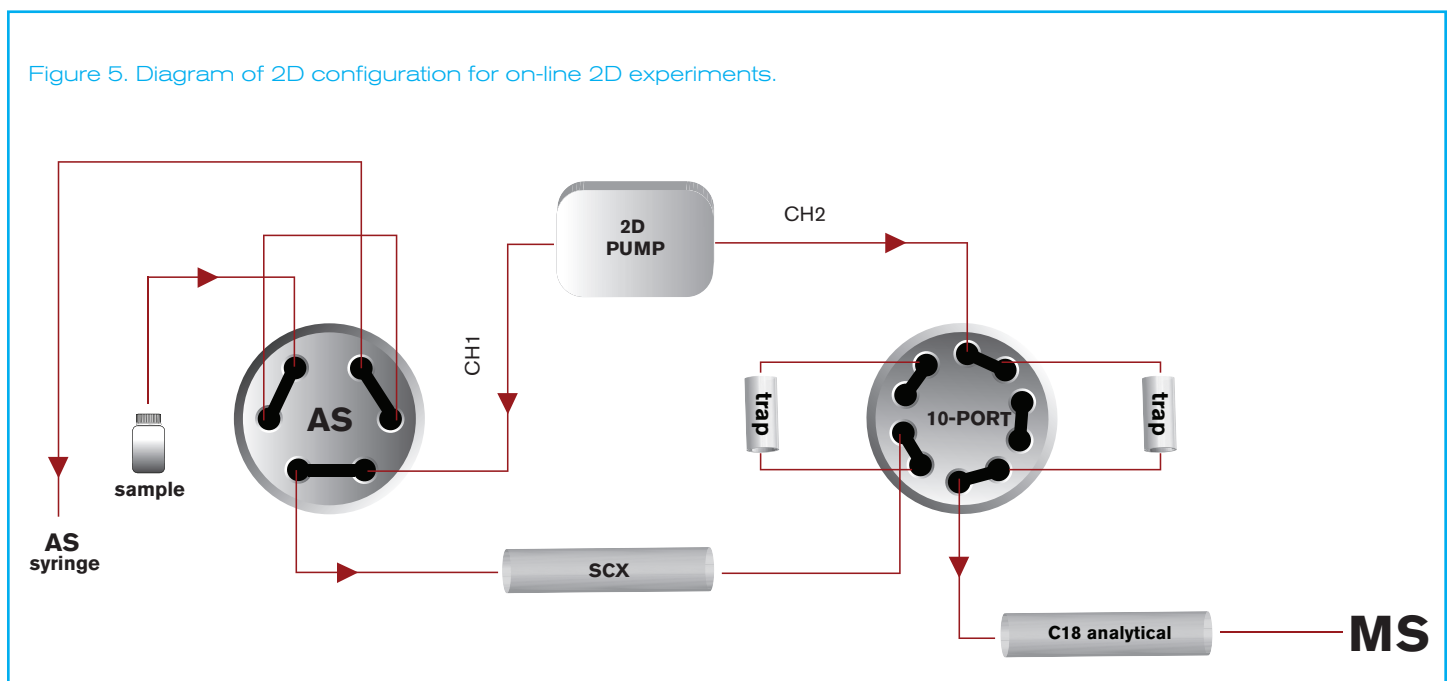 Figure 5. Diagram of 2D configuration for on-line 2D experiments.
2D
PUMP
CH2
CH1
AS
10-PORT
trap
trap
sample
AS
syringe
SCX
C18 analytical
MS